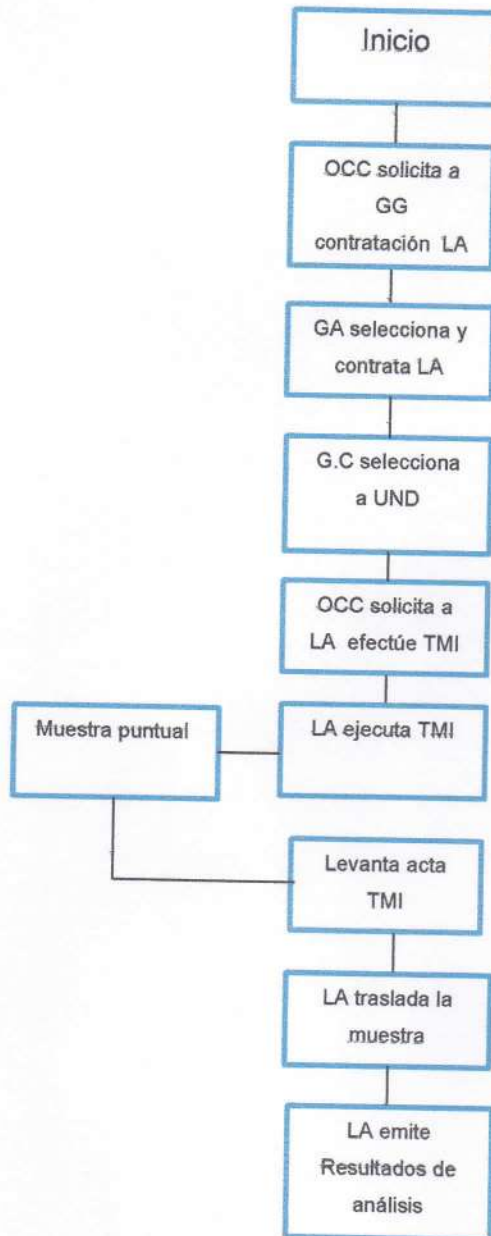 Inicio
OCC solicita a
GG
contratación LA
GA selecciona y
contrata LA
G.C selecciona
a UND
OCC solicita a
LA efectúe TMI
LA ejecuta TMI
Muestra puntual
Levanta acta
TMI
LA traslada la
muestra
LA emite
Resultados de
análisis